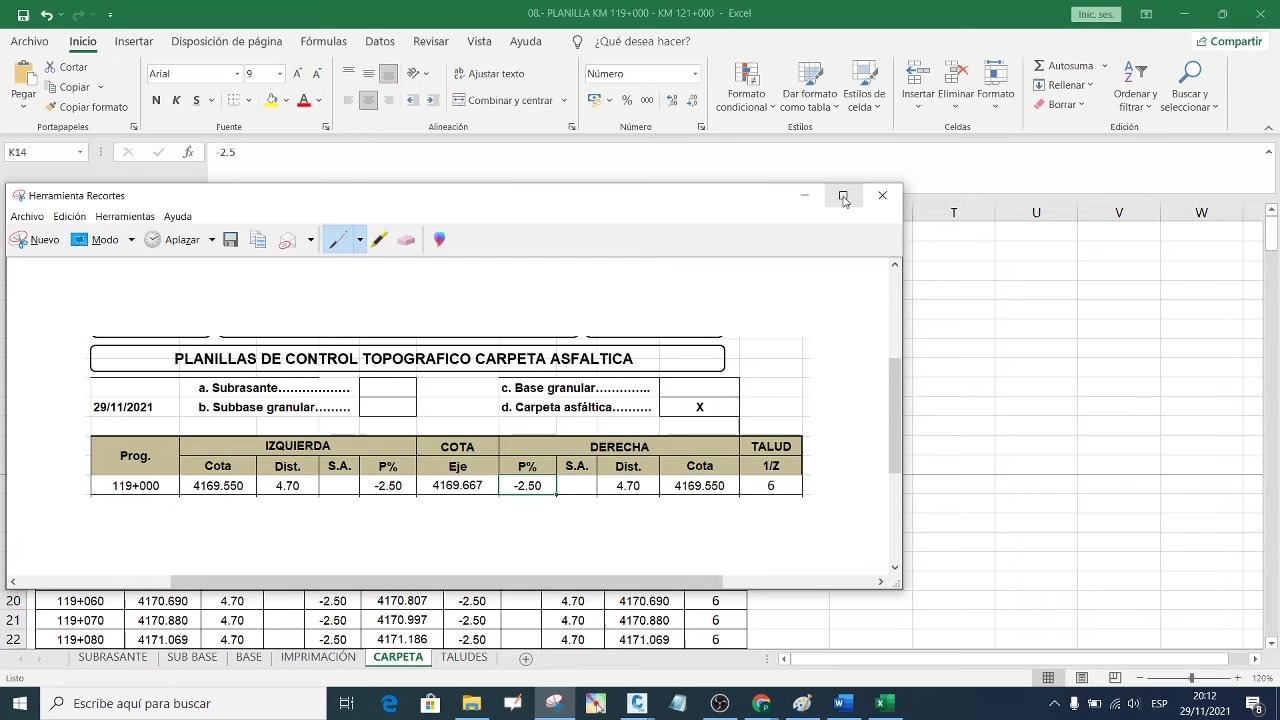 08.- PLANILLA KM 119+000 - KM 121+000 - Excel
Inic. ses.
Archivo Inicio Insertar Disposición de página Fórmulas Datos Revisar Vista Ayuda ¿Qué desea hacer? Compartir
Pegar
Cortar
Copiar
Copiar formato
Portapapeles
Arial 9
N K S
Fuente
Ajustar texto
Combinar y centrar
Alineación
Número
% 000
Número
Formato condicional
Dar formato como tabla
Estilos de celda
Estilos
Insertar Eliminar Formato
Celdas
Autosuma
Rellenar
Borrar
Ordenar y filtrar
Buscar y seleccionar
Edición
K14 fx -2.5
Herramienta Recortes
Archivo Edición Herramientas Ayuda
Nuevo Modo Aplazar
T U V W
PLANILLAS DE CONTROL TOPOGRAFICO CARPETA ASFALTICA
a. Subrasante.................. c. Base granular..............
29/11/2021 b. Subbase granular......... d. Carpeta asfáltica.......... X
Prog. IZQUIERDA COTA DERECHA TALUD
Cota Dist. S.A. P% Eje P% S.A. Dist. Cota 1/Z
119+000 4169.550 4.70 -2.50 4169.667 -2.50 4.70 4169.550 6
20 119+060 4170.690 4.70 -2.50 4170.807 -2.50 4.70 4170.690 6
21 119+070 4170.880 4.70 -2.50 4170.997 -2.50 4.70 4170.880 6
22 119+080 4171.069 4.70 -2.50 4171.186 -2.50 4.70 4171.069 6
SUBRASANTE SUB BASE BASE IMPRIMACIÓN CARPETA TALUDES
Listo 120%
Escribe aquí para buscar
ESP
20:12
29/11/2021